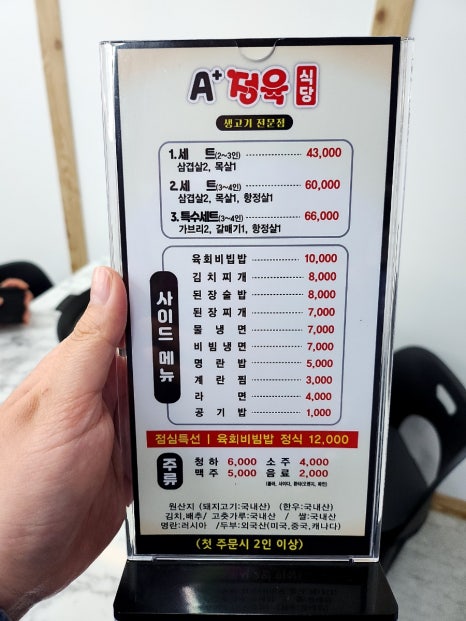 A+ 정육식당
생고기 전문점
1.세 트(2~3인) 43,000
삼겹살2, 목살1
2.세 트(3~4인) 60,000
삼겹살2, 목살1, 항정살1
3.특수세트(3~4인) 66,000
가브리2, 갈매기1, 항정살1
사이드 메뉴
육회비빔밥 10,000
김치찌개 8,000
된장술밥 8,000
된장찌개 7,000
물냉면 7,000
비빔냉면 7,000
명란밥 5,000
계란찜 3,000
라면 4,000
공기밥 1,000
점심특선 | 육회비빔밥 정식 12,000
주류
청하 6,000 소주 4,000
맥주 5,000 음료 2,000
원산지 (돼지고기:국내산) (한우:국내산)
김치,배추/ 고춧가루:국내산 / 쌀:국내산
명란:러시아 /두부:외국산(미국,중국,캐나다)
(첫 주문시 2인 이상)